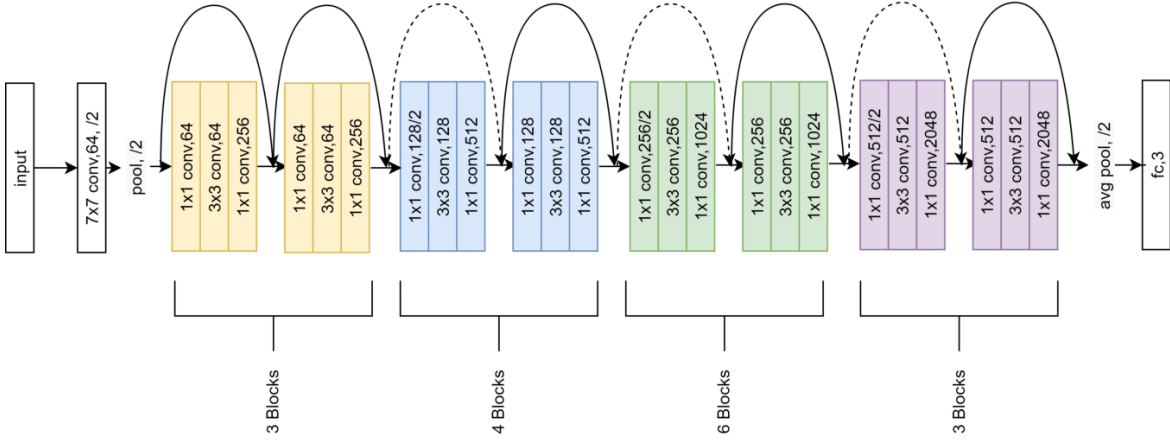 input
7x7 conv,64, /2
pool, /2
1x1 conv,64
3x3 conv,64
1x1 conv,256
1x1 conv,64
3x3 conv,64
1x1 conv,256
1x1 conv,128/2
3x3 conv,128
1x1 conv,512
1x1 conv,128
3x3 conv,128
1x1 conv,512
1x1 conv,256/2
3x3 conv,256
1x1 conv,1024
1x1 conv,256
3x3 conv,256
1x1 conv,1024
1x1 conv,512/2
3x3 conv,512
1x1 conv,2048
1x1 conv,512
3x3 conv,512
1x1 conv,2048
avg pool, /2
fc,3
3 Blocks
4 Blocks
6 Blocks
3 Blocks